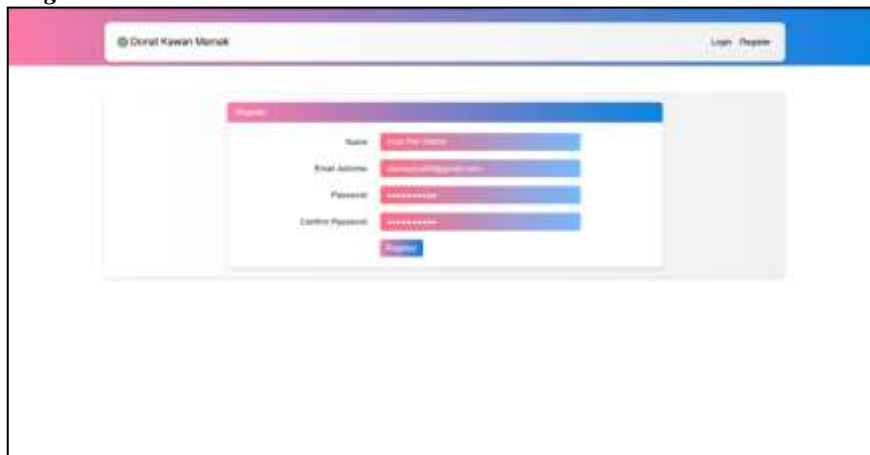 Donat Kawan Mamak
Login Register
Register
Name
Email Address
Password
Confirm Password
Register